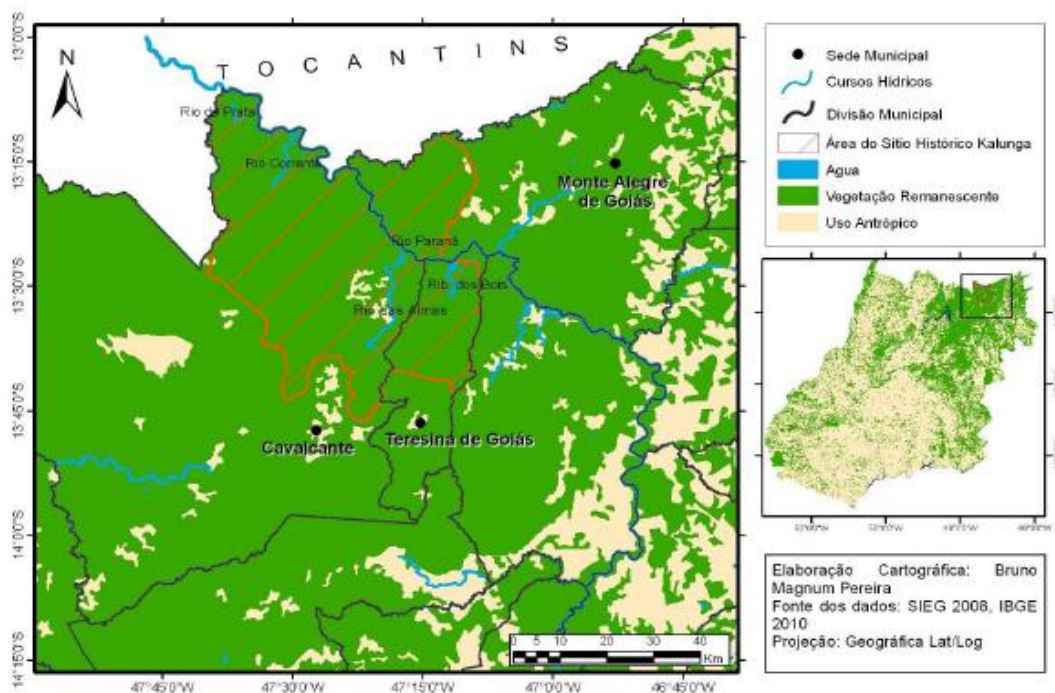 13°0'0"S
13°15'0"S
13°30'0"S
13°45'0"S
14°0'0"S
14°15'0"S
N
TOCANTINS
Rio da Prata
Rio Corrente
Monte Alegre
de Goiás
Rio Paranã
Rib. dos Bois
Rio das Almas
Cavalcante
Teresina de Goiás
0 5 10 20 30 40
Km
47°45'0"W 47°30'0"W 47°15'0"W 47°0'0"W 46°45'0"W
Sede Municipal
Cursos Hídricos
Divisão Municipal
Área do Sítio Histórico Kalunga
Agua
Vegetação Remanescente
Uso Antrópico
Elaboração Cartográfica: Bruno
Magnum Pereira
Fonte dos dados: SIEG 2008, IBGE
2010
Projeção: Geográfica Lat/Log